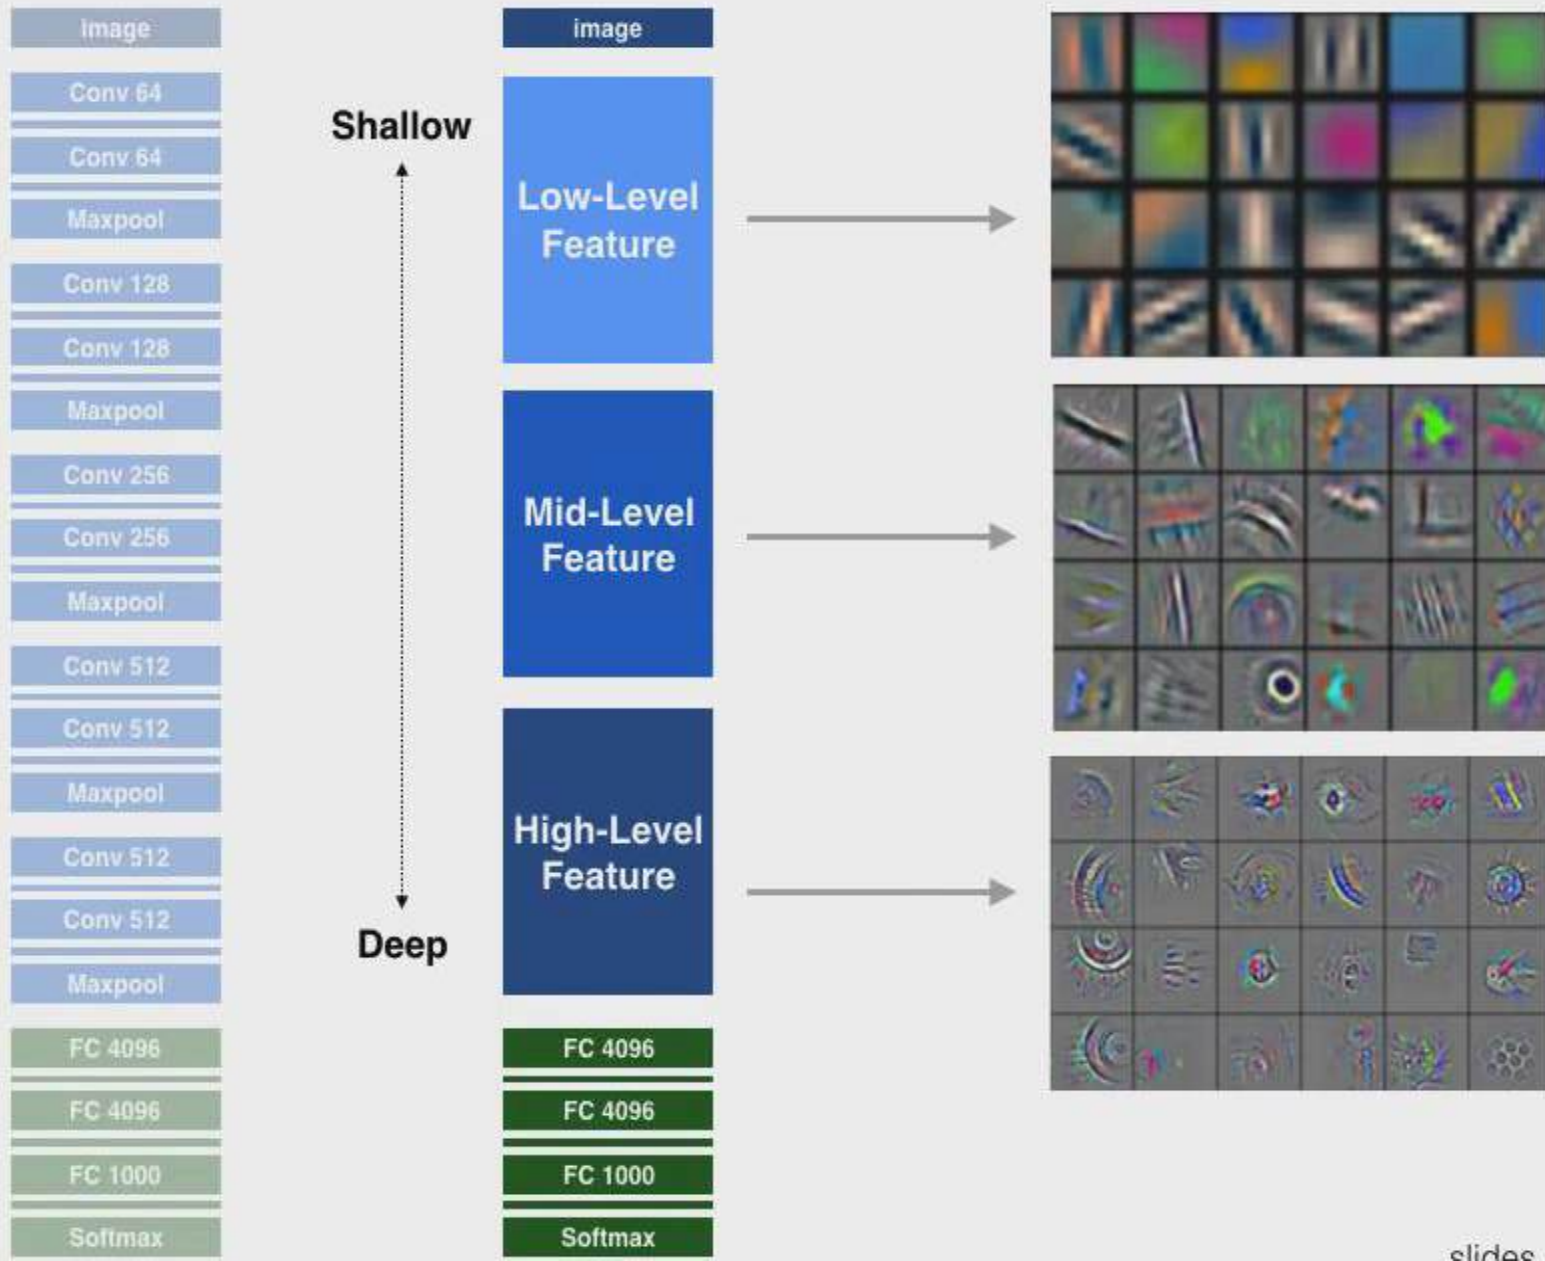 image
Conv 64
Conv 64
Maxpool
Conv 128
Conv 128
Maxpool
Conv 256
Conv 256
Maxpool
Conv 512
Conv 512
Maxpool
Conv 512
Conv 512
Maxpool
FC 4096
FC 4096
FC 1000
Softmax
Shallow
Deep
image
Low-Level
Feature
Mid-Level
Feature
High-Level
Feature
FC 4096
FC 4096
FC 1000
Softmax
slides